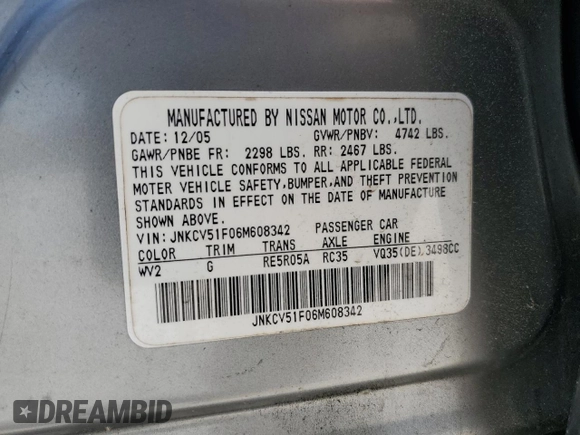 MANUFACTURED BY NISSAN MOTOR CO.,LTD.
DATE: 12/05 GVWR/PNBV: 4742 LBS.
GAWR/PNBE FR: 2298 LBS. RR: 2467 LBS.
THIS VEHICLE CONFORMS TO ALL APPLICABLE FEDERAL
MOTER VEHICLE SAFETY,BUMPER,AND THEFT PREVENTION
STANDARDS IN EFFECT ON THE DATE OF MANUFACTURE
SHOWN ABOVE.
VIN: JNKCV51F06M608342 PASSENGER CAR
COLOR TRIM TRANS AXLE ENGINE
WV2 G RE5R05A RC35 VQ35(DE),3498CC
JNKCV51F06M608342
DREAMBID